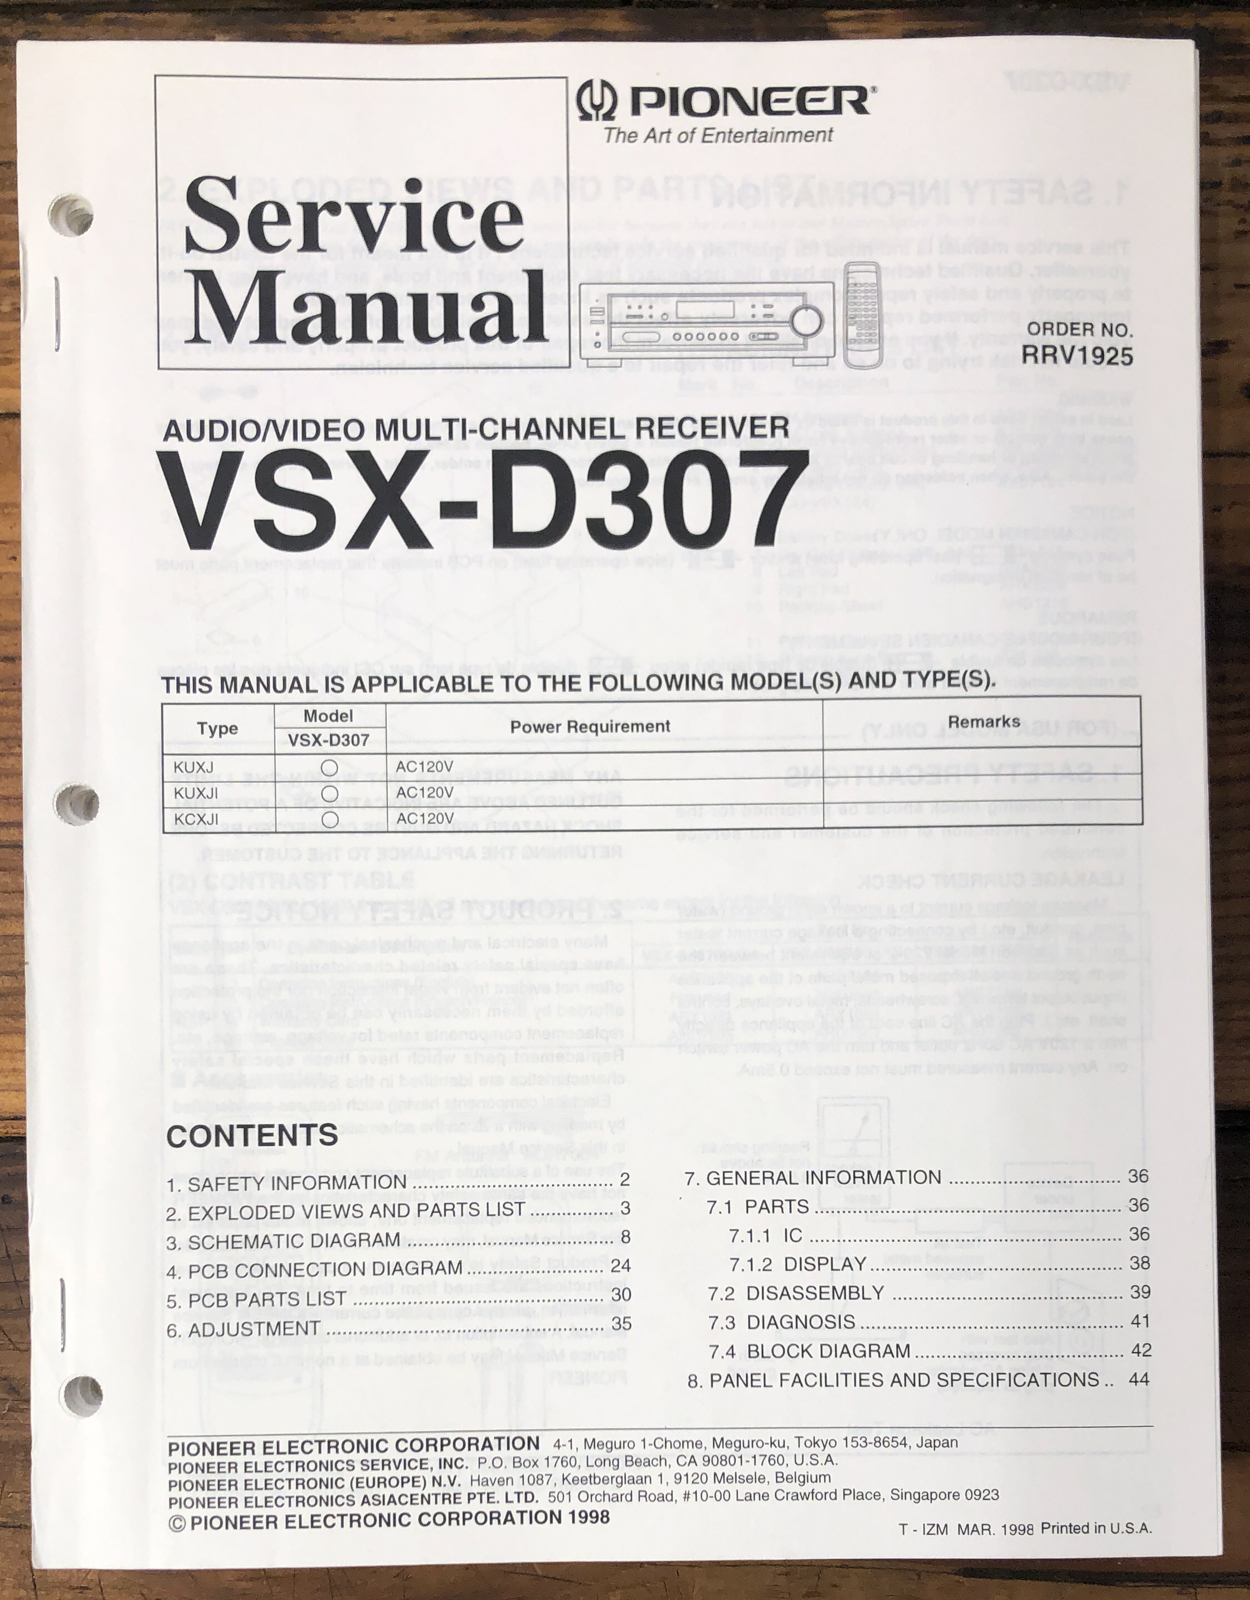 PIONEER®
The Art of Entertainment
Service
Manual
ORDER NO.
RRV1925
AUDIO/VIDEO MULTI-CHANNEL RECEIVER
VSX-D307
THIS MANUAL IS APPLICABLE TO THE FOLLOWING MODEL(S) AND TYPE(S).
Type Model Power Requirement Remarks
VSX-D307
KUXJ ○ AC120V
KUXJI ○ AC120V
KCXJI ○ AC120V
CONTENTS
1. SAFETY INFORMATION ........ 2
2. EXPLODED VIEWS AND PARTS LIST ........ 3
3. SCHEMATIC DIAGRAM ........ 8
4. PCB CONNECTION DIAGRAM ........ 24
5. PCB PARTS LIST ........ 30
6. ADJUSTMENT ........ 35
7. GENERAL INFORMATION ........ 36
7.1 PARTS ........ 36
7.1.1 IC ........ 36
7.1.2 DISPLAY ........ 38
7.2 DISASSEMBLY ........ 39
7.3 DIAGNOSIS ........ 41
7.4 BLOCK DIAGRAM ........ 42
8. PANEL FACILITIES AND SPECIFICATIONS .. 44
PIONEER ELECTRONIC CORPORATION 4-1, Meguro 1-Chome, Meguro-ku, Tokyo 153-8654, Japan
PIONEER ELECTRONICS SERVICE, INC. P.O. Box 1760, Long Beach, CA 90801-1760, U.S.A.
PIONEER ELECTRONIC (EUROPE) N.V. Haven 1087, Keetberglaan 1, 9120 Melsele, Belgium
PIONEER ELECTRONICS ASIACENTRE PTE. LTD. 501 Orchard Road, #10-00 Lane Crawford Place, Singapore 0923
© PIONEER ELECTRONIC CORPORATION 1998
T - IZM MAR. 1998 Printed in U.S.A.